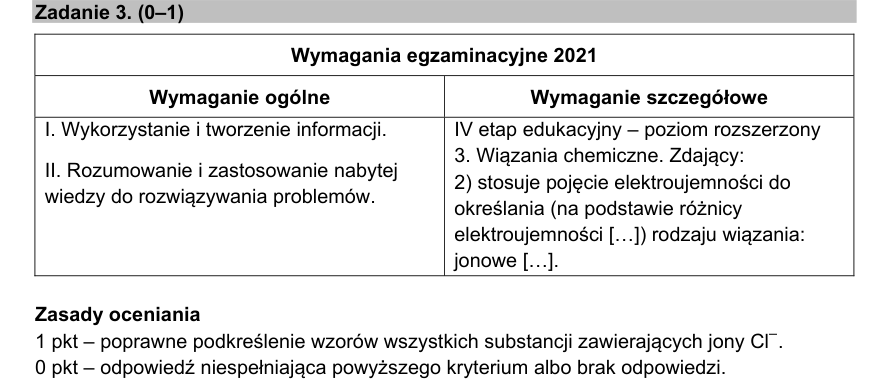 Zadanie 3. (0–1)
Wymagania egzaminacyjne 2021
Wymaganie ogólne
Wymaganie szczegółowe
I. Wykorzystanie i tworzenie informacji.
II. Rozumowanie i zastosowanie nabytej
wiedzy do rozwiązywania problemów.
IV etap edukacyjny – poziom rozszerzony
3. Wiązania chemiczne. Zdający:
2) stosuje pojęcie elektroujemności do
określania (na podstawie różnicy
elektroujemności […]) rodzaju wiązania:
jonowe […].
Zasady oceniania
1 pkt – poprawne podkreślenie wzorów wszystkich substancji zawierających jony Cl⁻.
0 pkt – odpowiedź niespełniająca powyższego kryterium albo brak odpowiedzi.